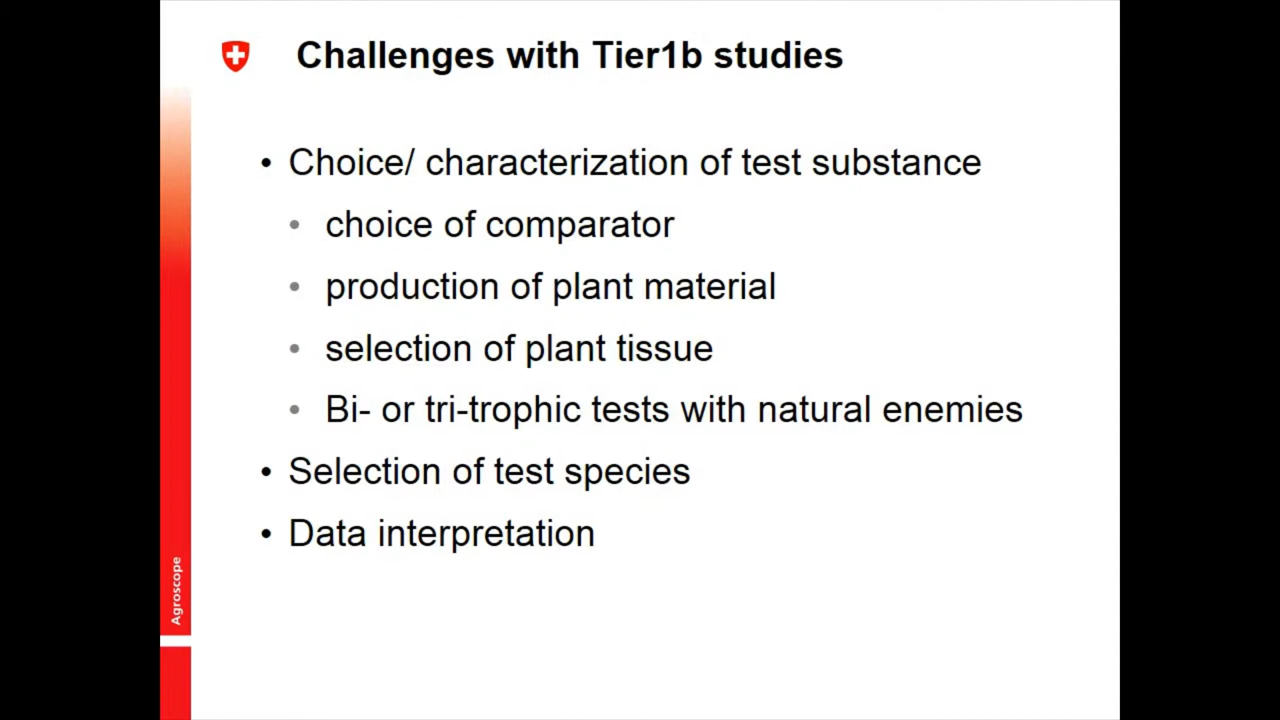 Challenges with Tier1b studies
• Choice/ characterization of test substance
• choice of comparator
• production of plant material
• selection of plant tissue
• Bi- or tri-trophic tests with natural enemies
• Selection of test species
• Data interpretation
Agroscope